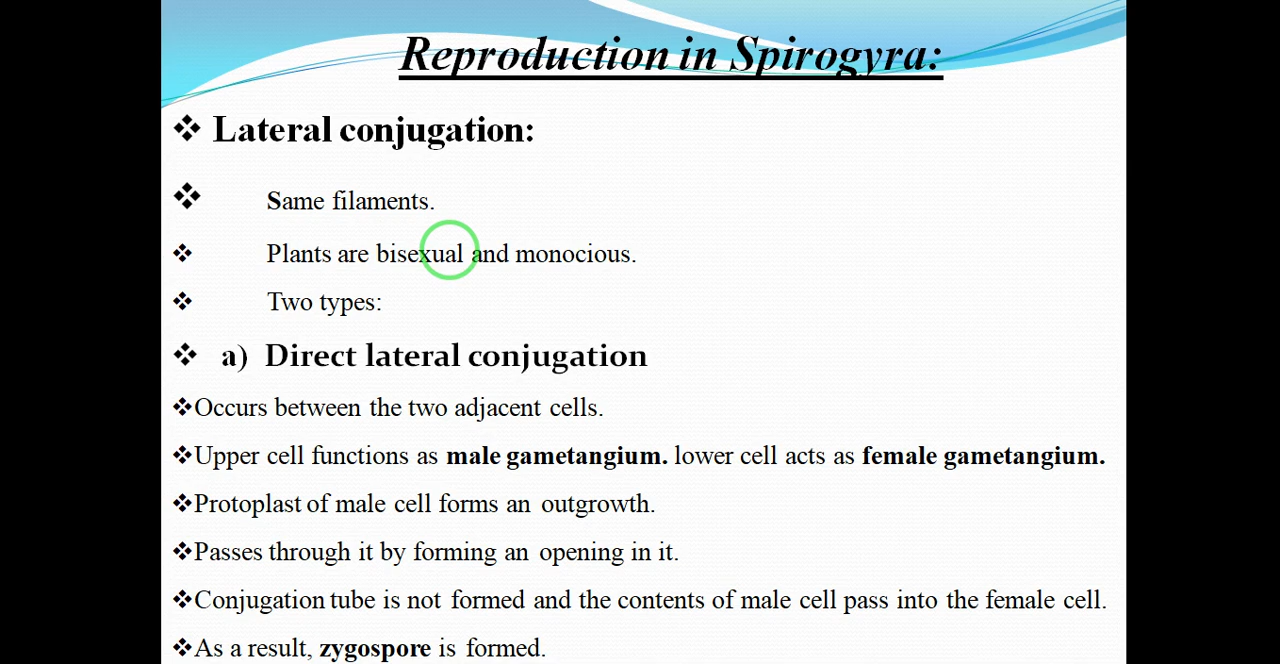 Reproduction in Spirogyra:
❖ Lateral conjugation:
❖ Same filaments.
❖ Plants are bisexual and monocious.
❖ Two types:
❖ a) Direct lateral conjugation
❖Occurs between the two adjacent cells.
❖Upper cell functions as male gametangium. lower cell acts as female gametangium.
❖Protoplast of male cell forms an outgrowth.
❖Passes through it by forming an opening in it.
❖Conjugation tube is not formed and the contents of male cell pass into the female cell.
❖As a result, zygospore is formed.